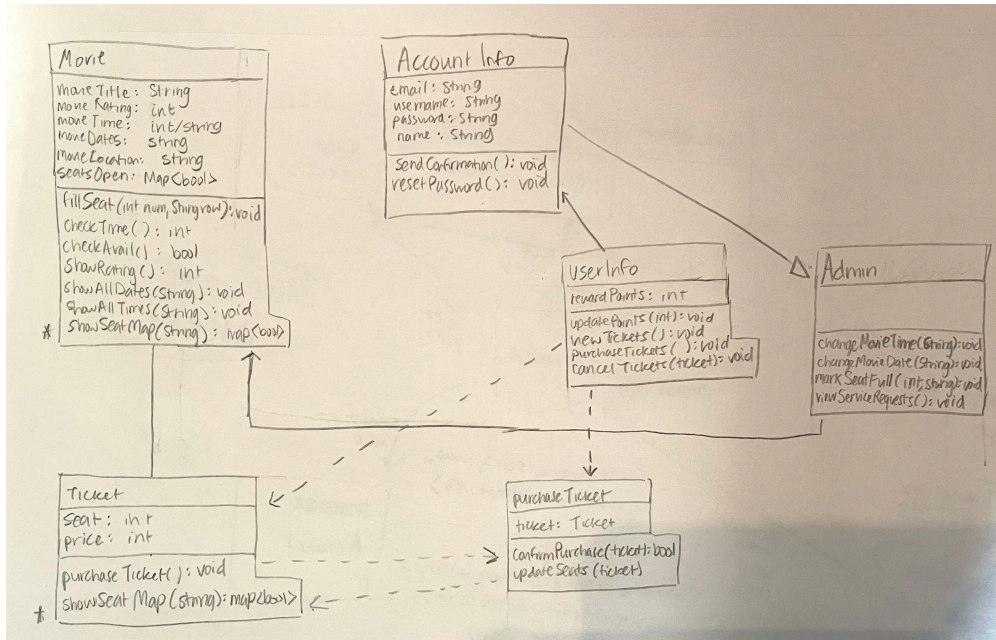 Movie
movieTitle: String
movieRating: int
movieTime: int/string
movieDates: string
movieLocation: string
seatsOpen: Map<bool>
fillSeat(int num, String row): void
checkTime(): int
checkAvail(): bool
showRating(): int
showAllDates(String): void
showAllTimes(String): void
* showSeatMap(String): map<bool>
Account Info
email: String
username: String
password: String
name: String
sendConfirmation(): void
resetPassword(): void
UserInfo
rewardPoints: int
updatePoints(int): void
newTickets(): void
purchaseTickets(): void
cancelTickets(ticket): void
Admin
changeMovieTime(String): void
changeMovieDate(String): void
markSeatFull(int, string): void
viewServiceRequests(): void
Ticket
seat: int
price: int
purchaseTicket(): void
* showSeatMap(string): map<bool>
purchaseTicket
ticket: Ticket
confirmPurchase(ticket): bool
updateSeats(ticket)